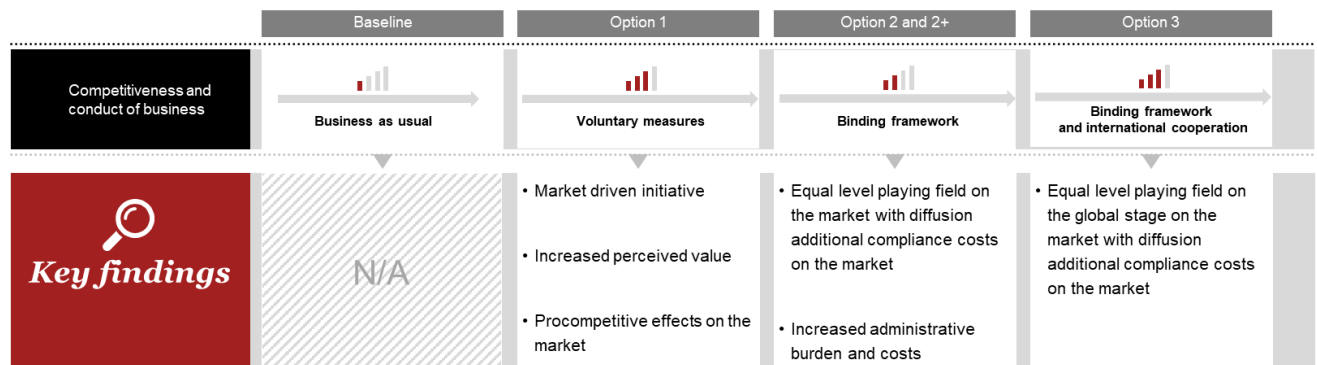 Baseline
Option 1
Option 2 and 2+
Option 3
Competitiveness and
conduct of business
Business as usual
Voluntary measures
Binding framework
Binding framework
and international cooperation
Key findings
N/A
• Market driven initiative
• Increased perceived value
• Procompetitive effects on the
market
• Equal level playing field on
the market with diffusion
additional compliance costs
on the market
• Increased administrative
burden and costs
• Equal level playing field on
the global stage on the
market with diffusion
additional compliance costs
on the market